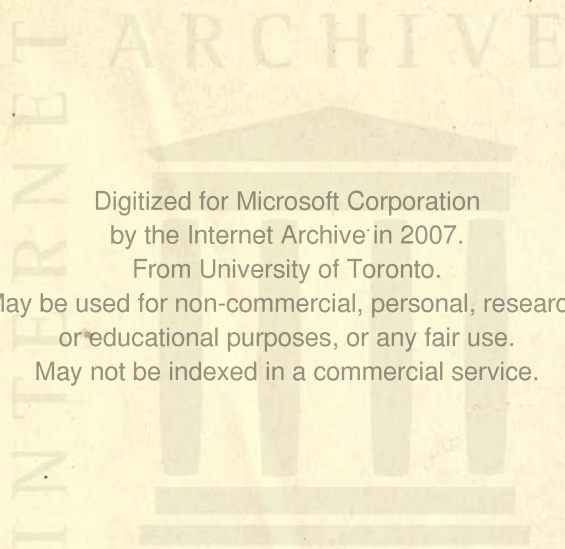 INTERNET ARCHIVE
Digitized for Microsoft Corporation
by the Internet Archive in 2007.
From University of Toronto.
May be used for non-commercial, personal, researc
or educational purposes, or any fair use.
May not be indexed in a commercial service.